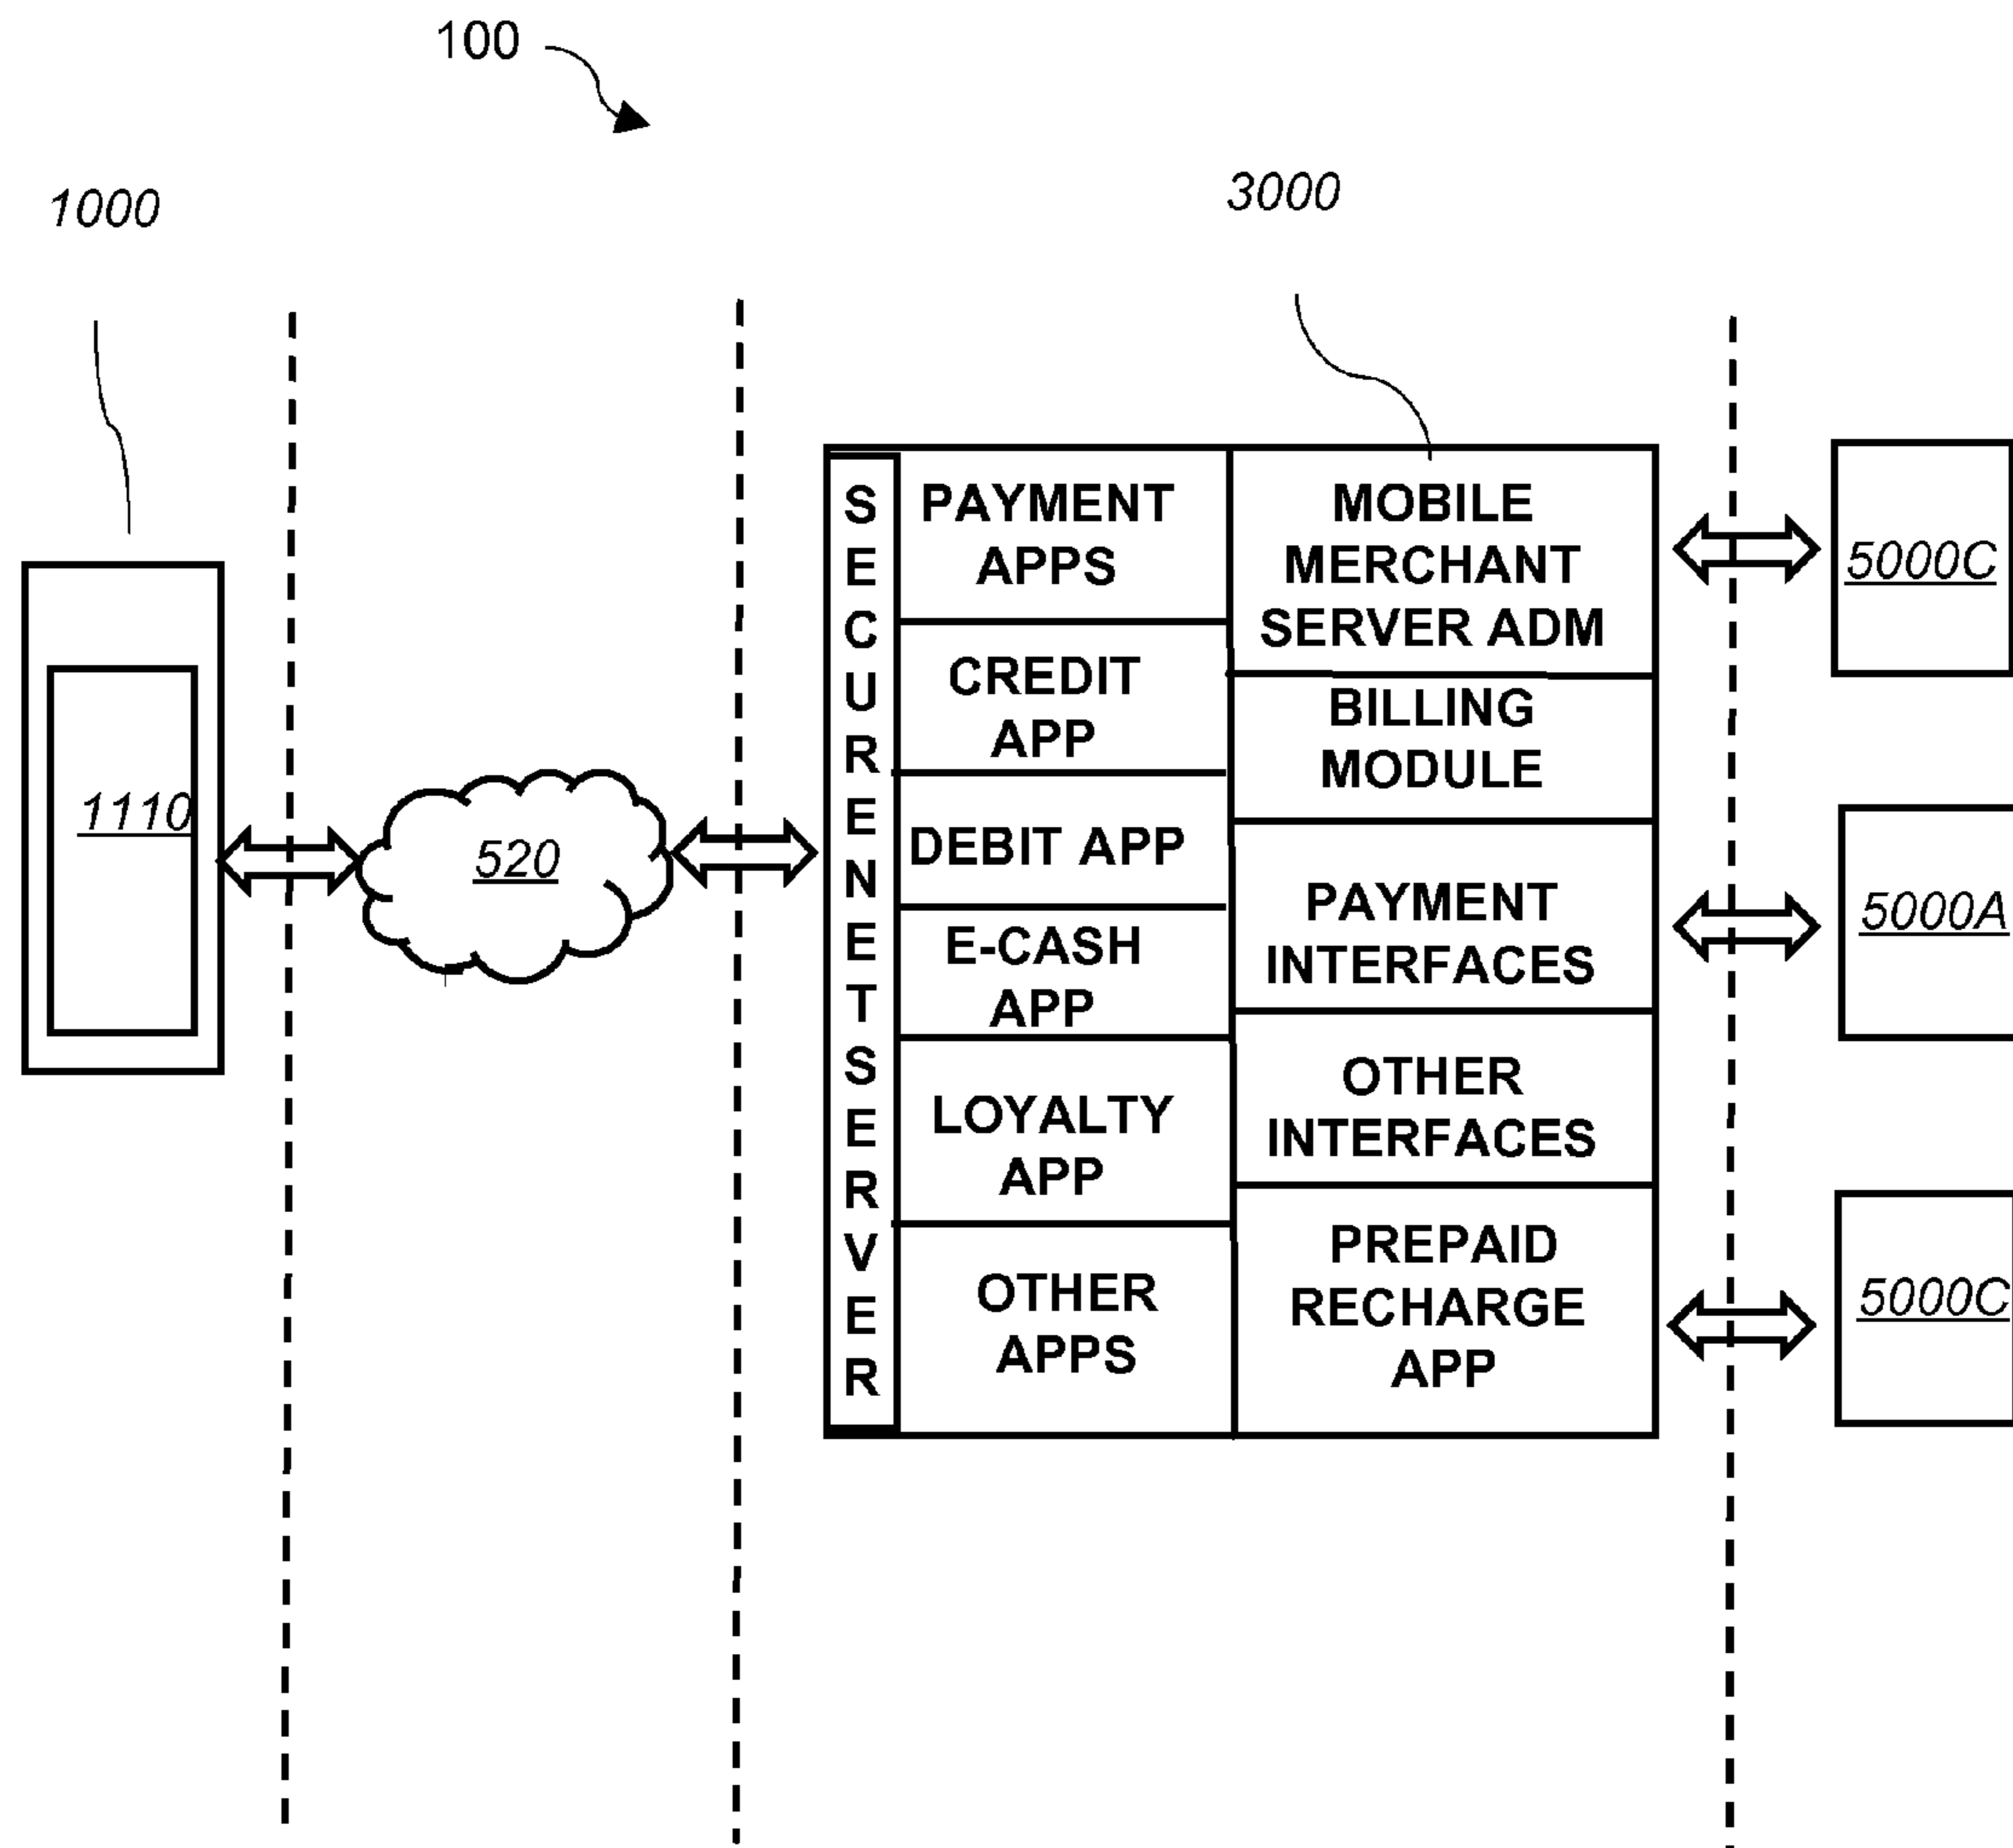 100
1000
3000
SECURENETSERVER
PAYMENT
APPS
CREDIT
APP
DEBIT APP
E-CASH
APP
LOYALTY
APP
OTHER
APPS
MOBILE
MERCHANT
SERVER ADM
BILLING
MODULE
PAYMENT
INTERFACES
OTHER
INTERFACES
PREPAID
RECHARGE
APP
1110
520
5000C
5000A
5000C